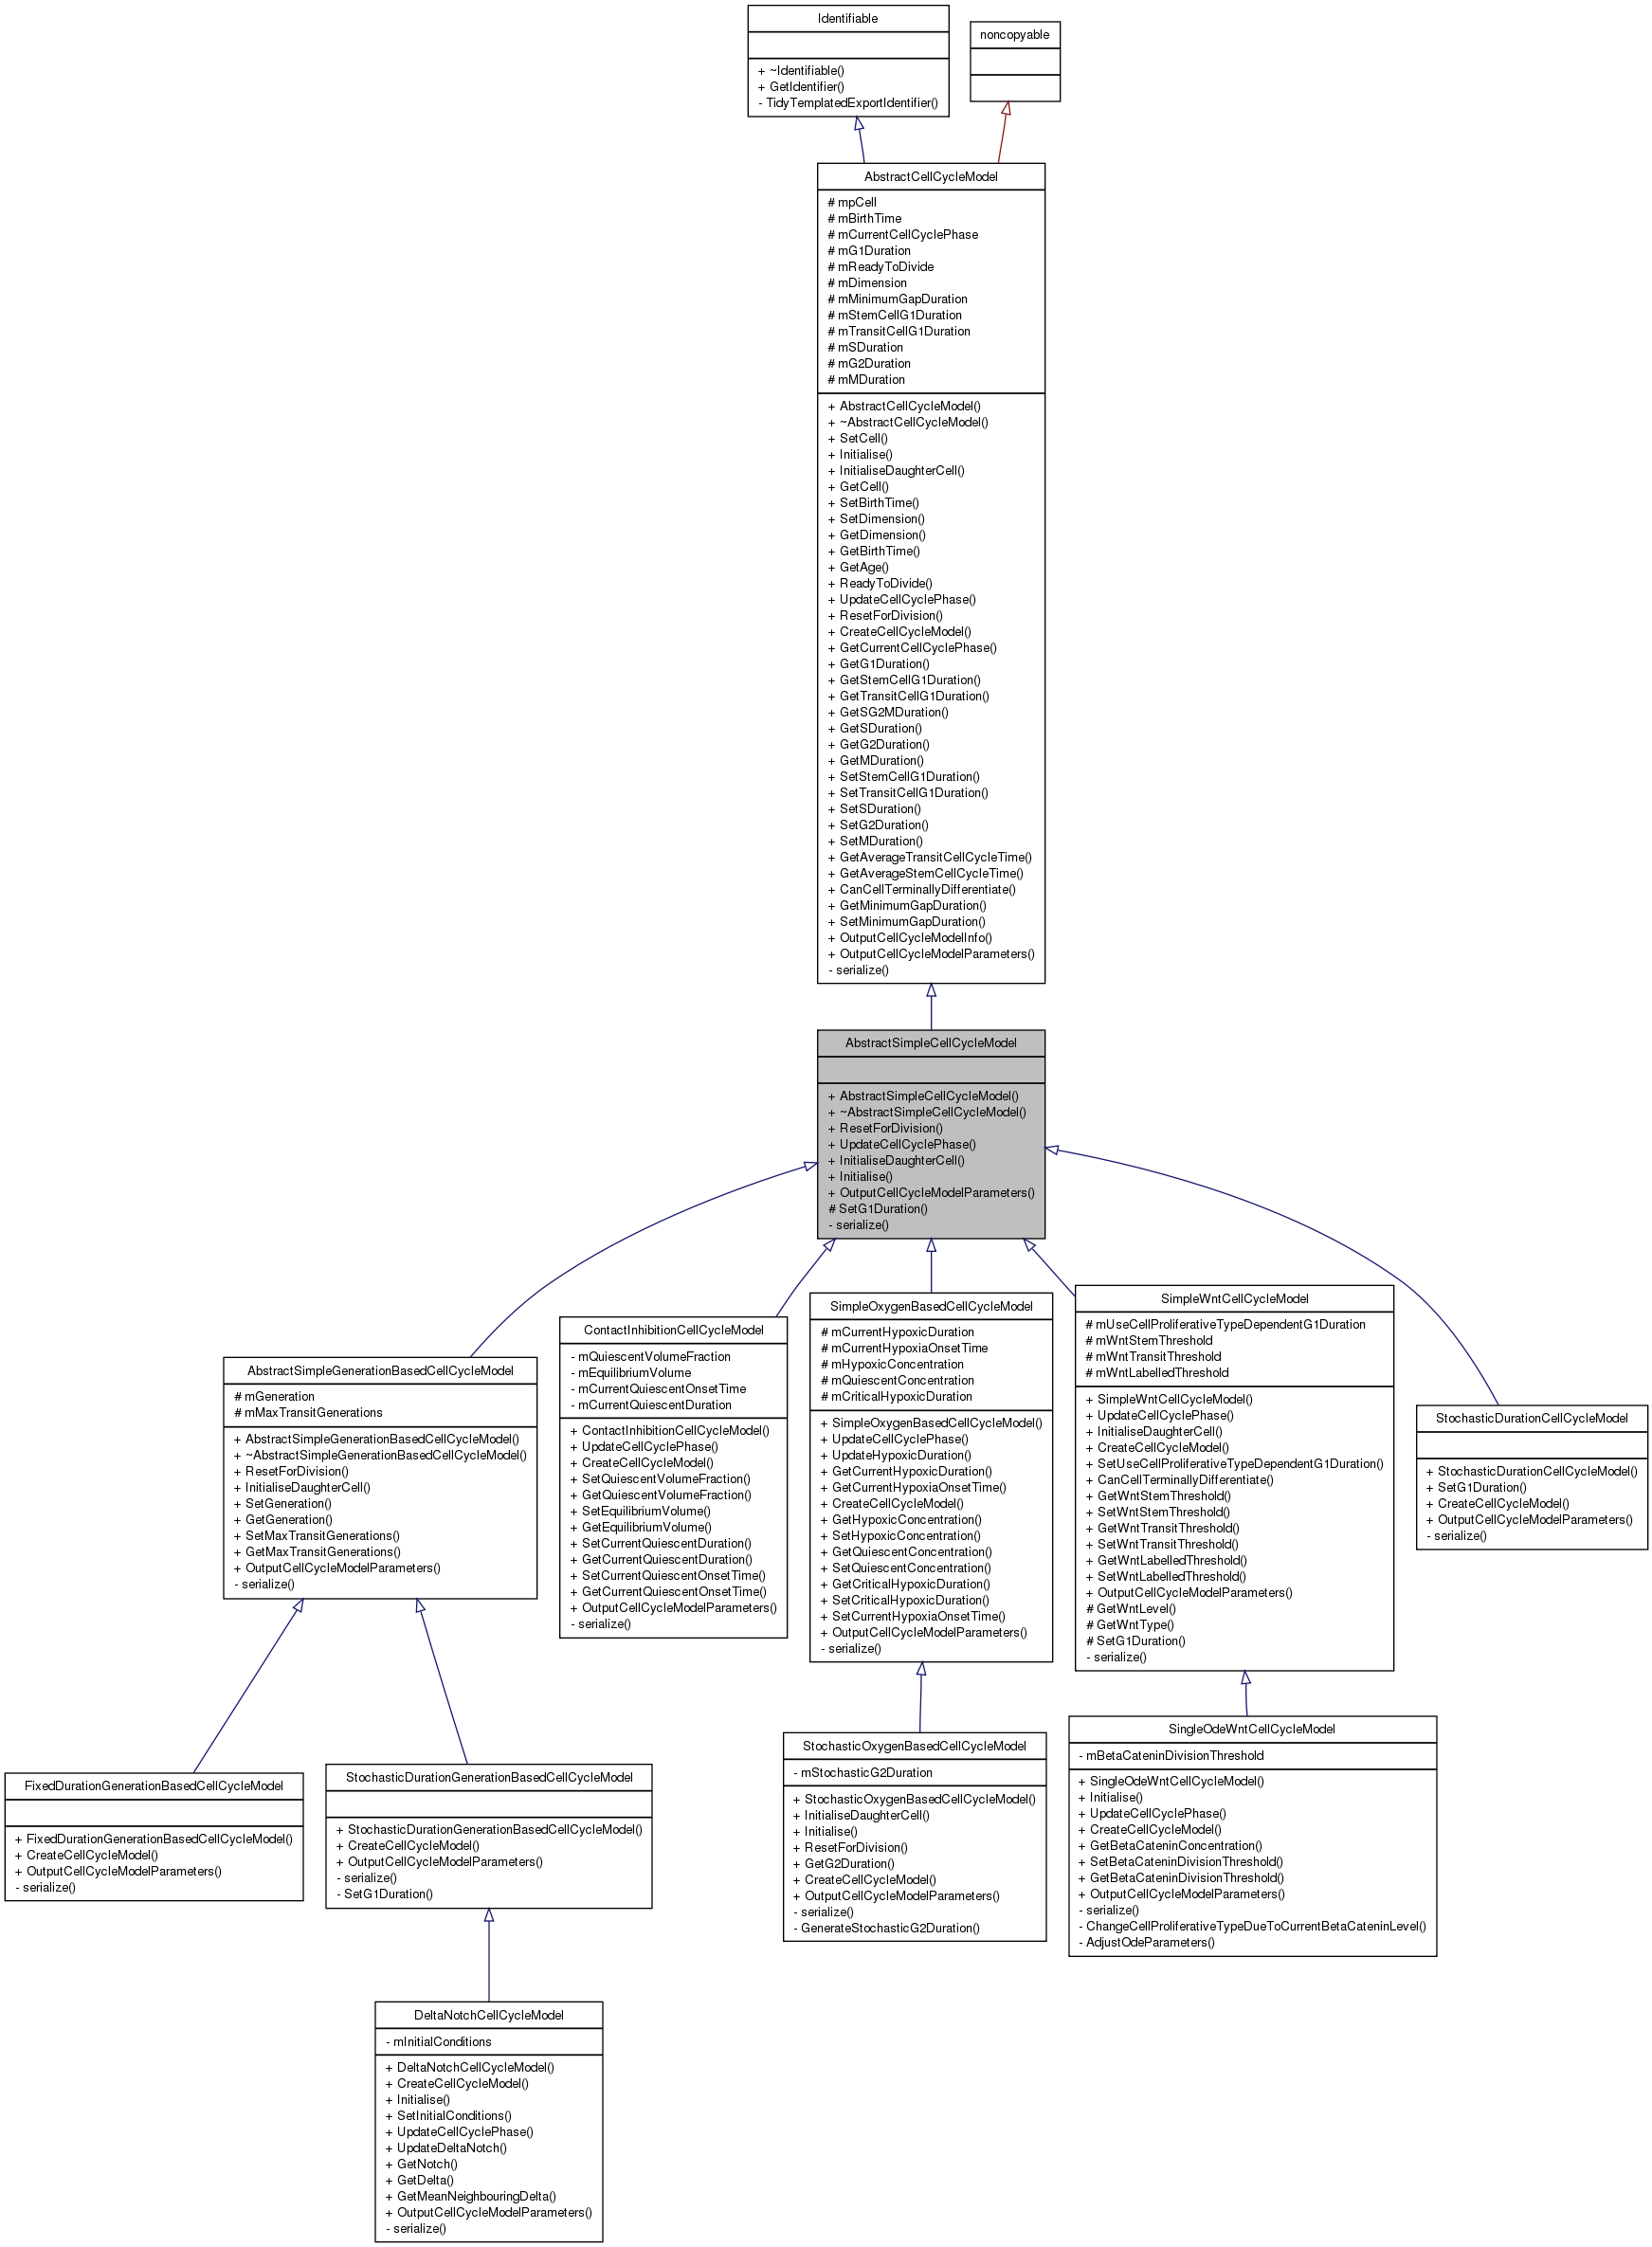 Identifiable
+ ~Identifiable()
+ GetIdentifier()
- TidyTemplatedExportIdentifier()
noncopyable
AbstractCellCycleModel
# mpCell
# mBirthTime
# mCurrentCellCyclePhase
# mG1Duration
# mReadyToDivide
# mDimension
# mMinimumGapDuration
# mStemCellG1Duration
# mTransitCellG1Duration
# mSDuration
# mG2Duration
# mMDuration
+ AbstractCellCycleModel()
+ ~AbstractCellCycleModel()
+ SetCell()
+ Initialise()
+ InitialiseDaughterCell()
+ GetCell()
+ SetBirthTime()
+ SetDimension()
+ GetDimension()
+ GetBirthTime()
+ GetAge()
+ ReadyToDivide()
+ UpdateCellCyclePhase()
+ ResetForDivision()
+ CreateCellCycleModel()
+ GetCurrentCellCyclePhase()
+ GetG1Duration()
+ GetStemCellG1Duration()
+ GetTransitCellG1Duration()
+ GetSG2MDuration()
+ GetSDuration()
+ GetG2Duration()
+ GetMDuration()
+ SetStemCellG1Duration()
+ SetTransitCellG1Duration()
+ SetSDuration()
+ SetG2Duration()
+ SetMDuration()
+ GetAverageTransitCellCycleTime()
+ GetAverageStemCellCycleTime()
+ CanCellTerminallyDifferentiate()
+ GetMinimumGapDuration()
+ SetMinimumGapDuration()
+ OutputCellCycleModelInfo()
+ OutputCellCycleModelParameters()
- serialize()
AbstractSimpleCellCycleModel
+ AbstractSimpleCellCycleModel()
+ ~AbstractSimpleCellCycleModel()
+ ResetForDivision()
+ UpdateCellCyclePhase()
+ InitialiseDaughterCell()
+ Initialise()
+ OutputCellCycleModelParameters()
# SetG1Duration()
- serialize()
AbstractSimpleGenerationBasedCellCycleModel
# mGeneration
# mMaxTransitGenerations
+ AbstractSimpleGenerationBasedCellCycleModel()
+ ~AbstractSimpleGenerationBasedCellCycleModel()
+ ResetForDivision()
+ InitialiseDaughterCell()
+ SetGeneration()
+ GetGeneration()
+ SetMaxTransitGenerations()
+ GetMaxTransitGenerations()
+ OutputCellCycleModelParameters()
- serialize()
ContactInhibitionCellCycleModel
- mQuiescentVolumeFraction
- mEquilibriumVolume
- mCurrentQuiescentOnsetTime
- mCurrentQuiescentDuration
+ ContactInhibitionCellCycleModel()
+ UpdateCellCyclePhase()
+ CreateCellCycleModel()
+ SetQuiescentVolumeFraction()
+ GetQuiescentVolumeFraction()
+ SetEquilibriumVolume()
+ GetEquilibriumVolume()
+ SetCurrentQuiescentDuration()
+ GetCurrentQuiescentDuration()
+ SetCurrentQuiescentOnsetTime()
+ GetCurrentQuiescentOnsetTime()
+ OutputCellCycleModelParameters()
- serialize()
SimpleOxygenBasedCellCycleModel
# mCurrentHypoxicDuration
# mCurrentHypoxiaOnsetTime
# mHypoxicConcentration
# mQuiescentConcentration
# mCriticalHypoxicDuration
+ SimpleOxygenBasedCellCycleModel()
+ UpdateCellCyclePhase()
+ UpdateHypoxicDuration()
+ GetCurrentHypoxicDuration()
+ GetCurrentHypoxiaOnsetTime()
+ CreateCellCycleModel()
+ GetHypoxicConcentration()
+ SetHypoxicConcentration()
+ GetQuiescentConcentration()
+ SetQuiescentConcentration()
+ GetCriticalHypoxicDuration()
+ SetCriticalHypoxicDuration()
+ SetCurrentHypoxiaOnsetTime()
+ OutputCellCycleModelParameters()
- serialize()
SimpleWntCellCycleModel
# mUseCellProliferativeTypeDependentG1Duration
# mWntStemThreshold
# mWntTransitThreshold
# mWntLabelledThreshold
+ SimpleWntCellCycleModel()
+ UpdateCellCyclePhase()
+ InitialiseDaughterCell()
+ CreateCellCycleModel()
+ SetUseCellProliferativeTypeDependentG1Duration()
+ CanCellTerminallyDifferentiate()
+ GetWntStemThreshold()
+ SetWntStemThreshold()
+ GetWntTransitThreshold()
+ SetWntTransitThreshold()
+ GetWntLabelledThreshold()
+ SetWntLabelledThreshold()
+ OutputCellCycleModelParameters()
# GetWntLevel()
# GetWntType()
# SetG1Duration()
- serialize()
StochasticDurationCellCycleModel
+ StochasticDurationCellCycleModel()
+ SetG1Duration()
+ CreateCellCycleModel()
+ OutputCellCycleModelParameters()
- serialize()
FixedDurationGenerationBasedCellCycleModel
+ FixedDurationGenerationBasedCellCycleModel()
+ CreateCellCycleModel()
+ OutputCellCycleModelParameters()
- serialize()
StochasticDurationGenerationBasedCellCycleModel
+ StochasticDurationGenerationBasedCellCycleModel()
+ CreateCellCycleModel()
+ OutputCellCycleModelParameters()
- serialize()
- SetG1Duration()
StochasticOxygenBasedCellCycleModel
- mStochasticG2Duration
+ StochasticOxygenBasedCellCycleModel()
+ InitialiseDaughterCell()
+ Initialise()
+ ResetForDivision()
+ GetG2Duration()
+ CreateCellCycleModel()
+ OutputCellCycleModelParameters()
- serialize()
- GenerateStochasticG2Duration()
SingleOdeWntCellCycleModel
- mBetaCateninDivisionThreshold
+ SingleOdeWntCellCycleModel()
+ Initialise()
+ UpdateCellCyclePhase()
+ CreateCellCycleModel()
+ GetBetaCateninConcentration()
+ SetBetaCateninDivisionThreshold()
+ GetBetaCateninDivisionThreshold()
+ OutputCellCycleModelParameters()
- serialize()
- ChangeCellProliferativeTypeDueToCurrentBetaCateninLevel()
- AdjustOdeParameters()
DeltaNotchCellCycleModel
- mInitialConditions
+ DeltaNotchCellCycleModel()
+ CreateCellCycleModel()
+ Initialise()
+ SetInitialConditions()
+ UpdateCellCyclePhase()
+ UpdateDeltaNotch()
+ GetNotch()
+ GetDelta()
+ GetMeanNeighbouringDelta()
+ OutputCellCycleModelParameters()
- serialize()